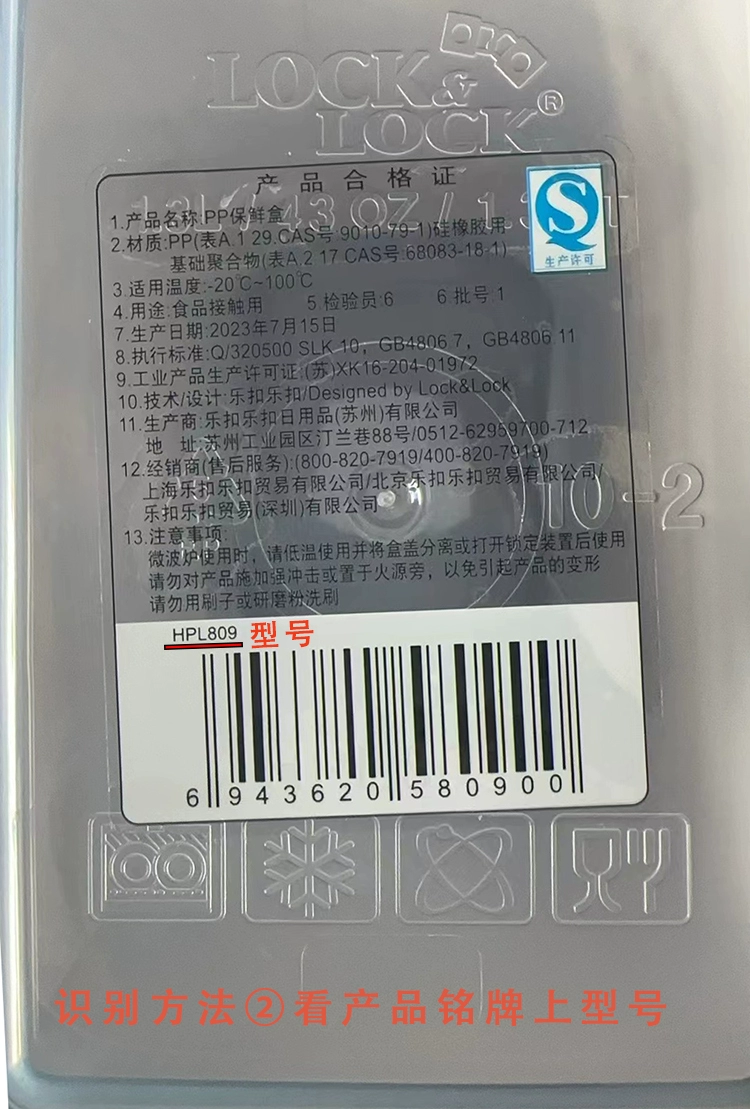 LOCK&
LOCK®
产品合格证
1.3L / 43 OZ / 1.
1.产品名称:PP保鲜盒
2.材质:PP(表A.1 29.CAS号 9010-79-1)硅橡胶用
基础聚合物(表A,2 17 CAS号:68083-18-1)
生产许可
3.适用温度:-20℃~100℃
4.用途:食品接触用 5.检验员:6 6.批号:1
7.生产日期:2023年7月15日
8.执行标准:Q/320500 SLK 10，GB4806 7，GB4806 11
9.工业产品生产许可证:(苏)XK16-204-01972
10.技术/设计:乐扣乐扣/Designed by Lock&Lock
11.生产商:乐扣乐扣日用品(苏州)有限公司
地 址:苏州工业园区汀兰巷88号/0512-62959700-712
12.经销商(售后服务):(800-820-7919/400-820-7919)
上海乐扣乐扣贸易有限公司/北京乐扣乐扣贸易有限公司/
乐扣乐扣贸易(深圳)有限公司
10-2
13.注意事项:
微波炉使用时，请低温使用并将盒盖分离或打开锁定装置后使用
请勿对产品施加强冲击或置于火源旁，以免引起产品的变形
请勿用刷子或研磨粉洗刷
HPL809 型号
6 943620 580900
识别方法②看产品铭牌上型号